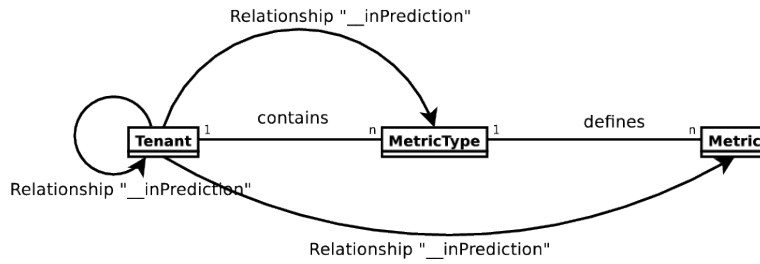 Relationship "__inPrediction"
contains
defines
Tenant
1
n
MetricType
1
n
Metric
Relationship "__inPrediction"
Relationship "__inPrediction"